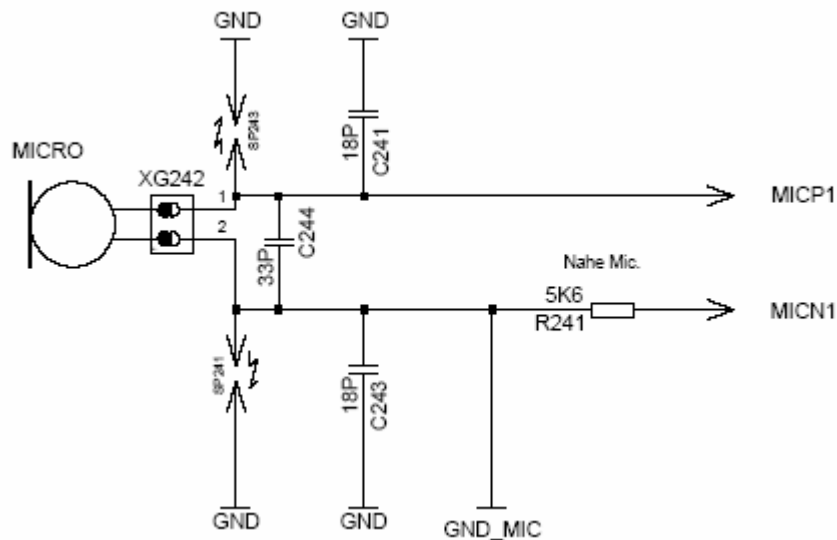 GND
GND
SP243
18P
C241
MICRO
XG242
1
2
MICP1
33P
C244
Nahe Mic.
5K6
R241
MICN1
SP241
18P
C243
GND
GND
GND_MIC